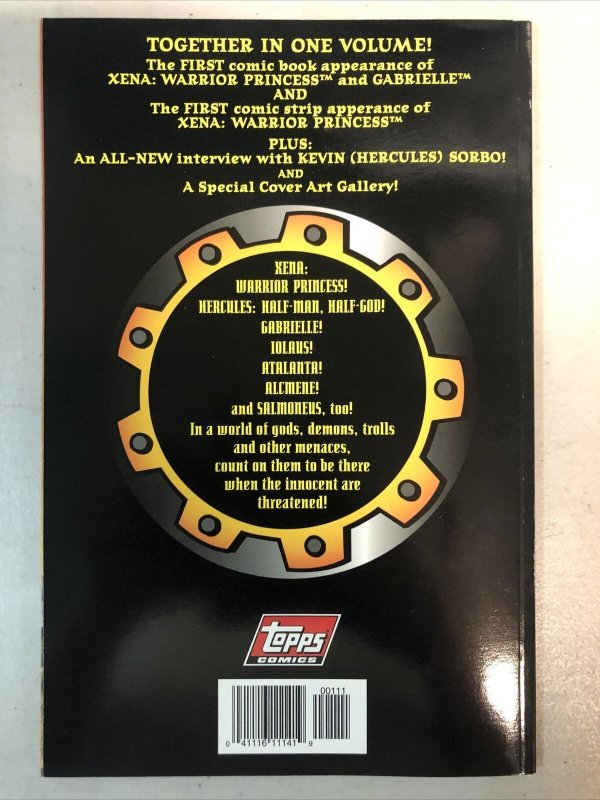 TOGETHER IN ONE VOLUME!
The FIRST comic book appearance of
XENA: WARRIOR PRINCESS™ and GABRIELLE™
AND
The FIRST comic strip apperance of
XENA: WARRIOR PRINCESS™
PLUS:
An ALL-NEW interview with KEVIN (HERCULES) SORBO!
AND
A Special Cover Art Gallery!
XENA:
WARRIOR PRINCESS!
HERCULES: HALF-MAN, HALF-GOD!
GABRIELLE!
IOLAUS!
ATALANTA!
ALCMENE!
and SALMONEUS, too!
In a world of gods, demons, trolls
and other menaces,
count on them to be there
when the innocent are
threatened!
TOPPS
COMICS
00111
0 41116 11141 9